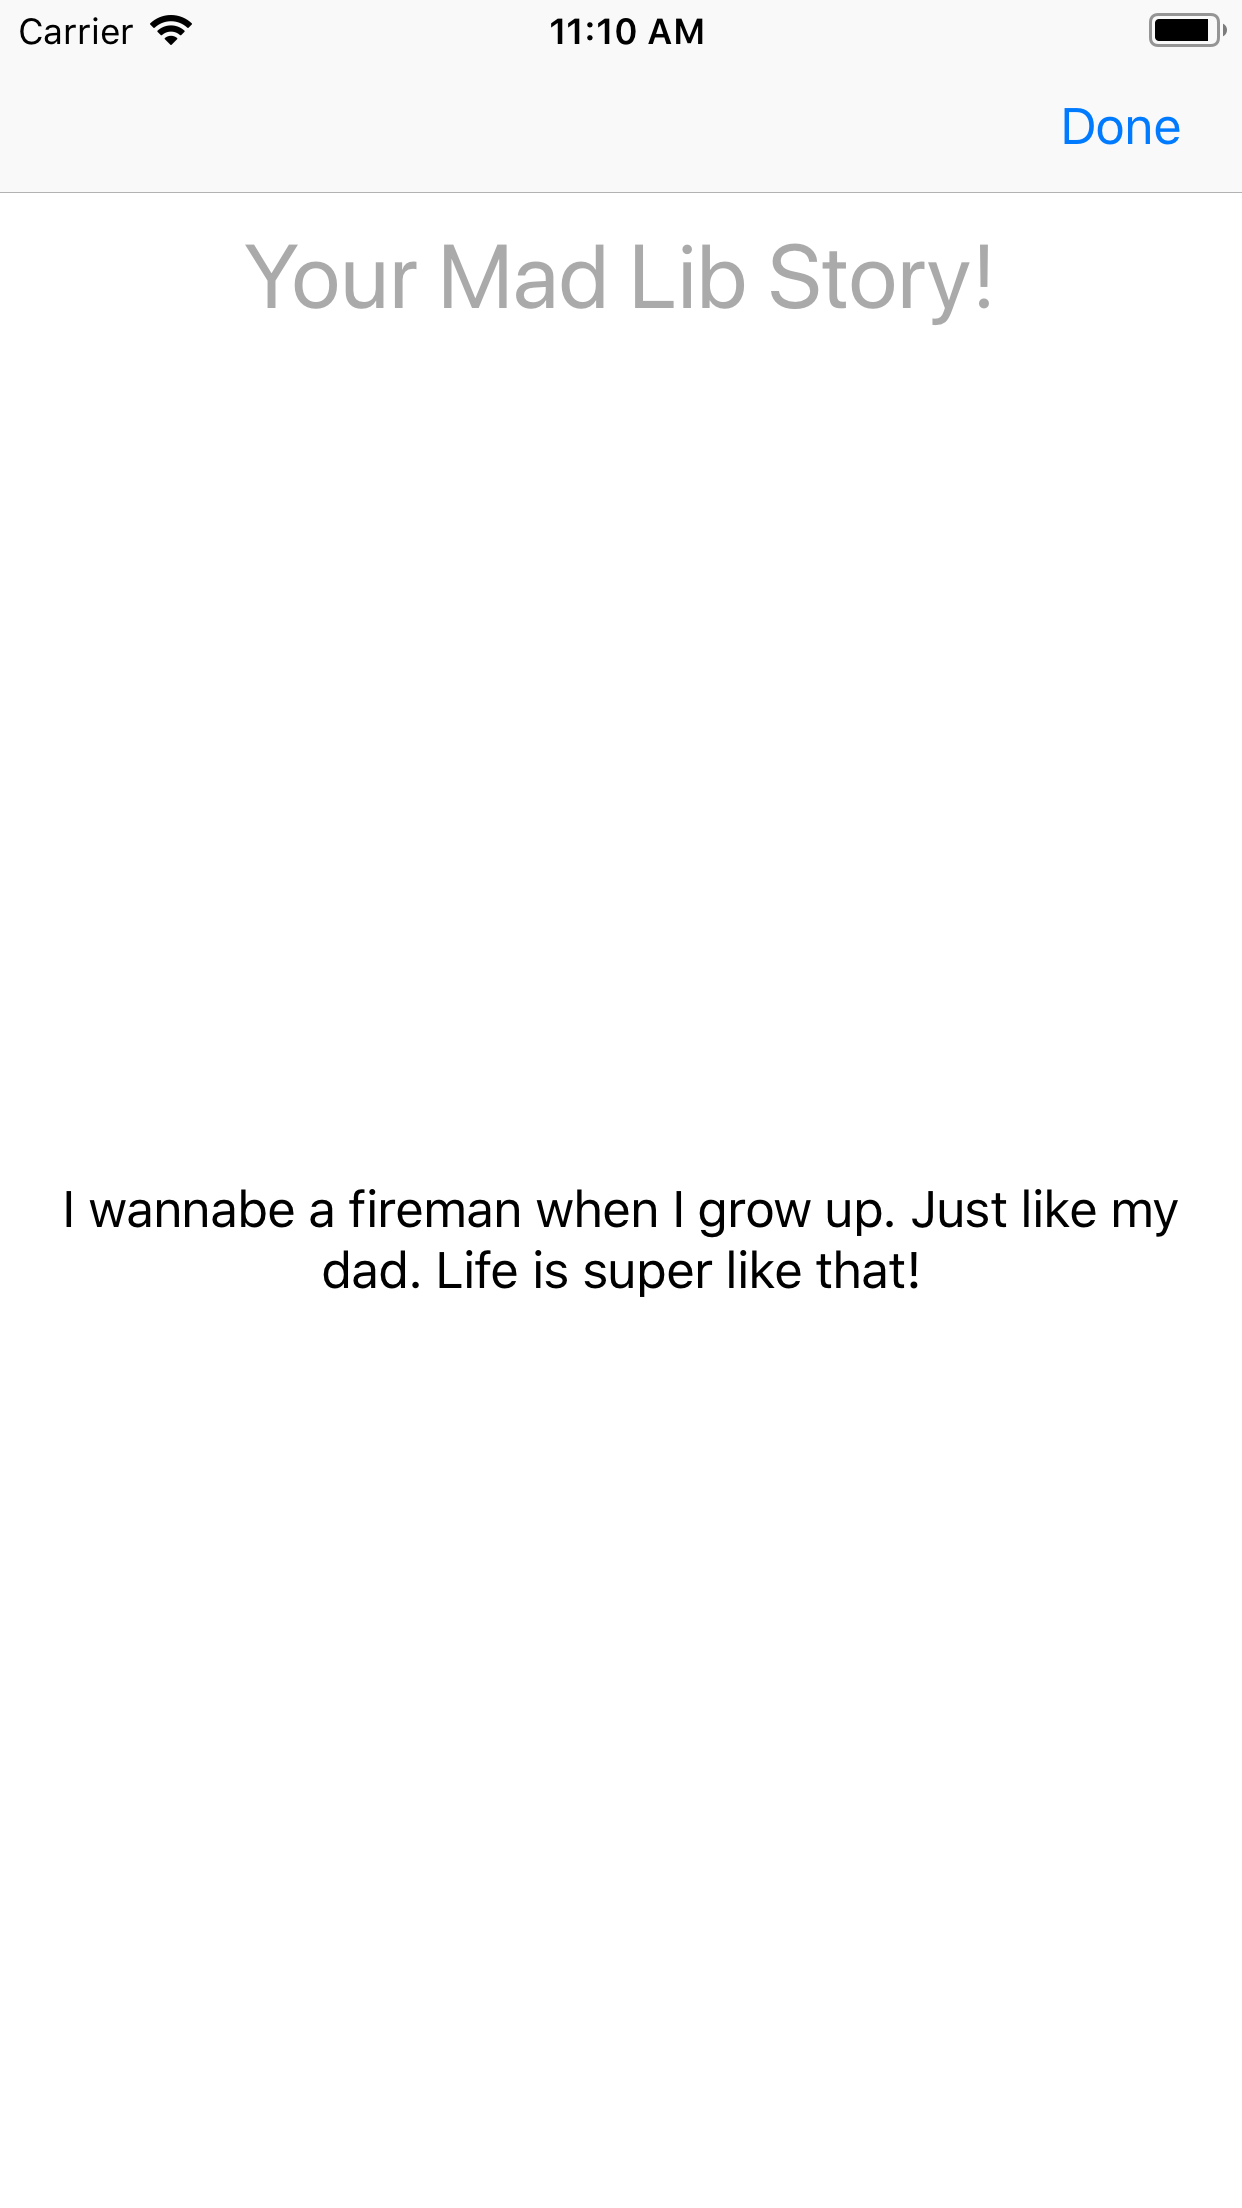 Carrier 11:10 AM
Done
Your Mad Lib Story!
I wannabe a fireman when I grow up. Just like my
dad. Life is super like that!